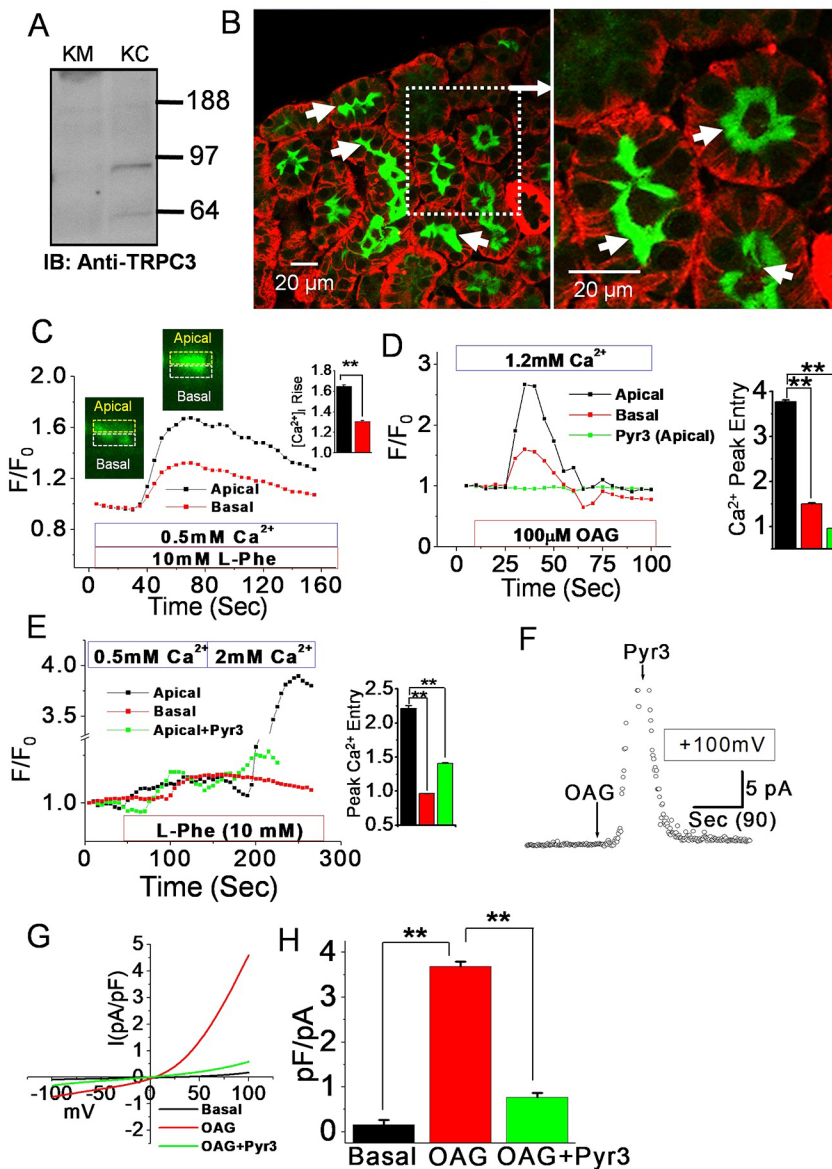 A
KM KC
188
97
64
IB: Anti-TRPC3
B
20 µm
20 µm
C
Apical
Basal
Apical
Basal
2.0
1.6
1.2
0.8
F/F0
Apical
Basal
0.5mM Ca2+
10mM L-Phe
0 40 80 120 160
Time (Sec)
[Ca2+]i Rise
1.6
1.4
1.2
1.0
**
D
1.2mM Ca2+
3
2
1
0
F/F0
Apical
Basal
Pyr3 (Apical)
100µM OAG
0 25 50 75 100
Time (Sec)
Ca2+ Peak Entry
4
3
2
1
**
**
E
0.5mM Ca2+ 2mM Ca2+
4.00
3.75
1.0
F/F0
Apical
Basal
Apical+Pyr3
L-Phe (10 mM)
0 100 200 300
Time (Sec)
Peak Ca2+ Entry
2.5
2.0
1.5
1.0
0.5
**
**
F
Pyr3
+100mV
OAG
5 pA
Sec (90)
G
I(pA/pF)
5
4
3
2
1
0
-1
-2
-100 -50 0 50 100
mV
Basal
OAG
OAG+Pyr3
H
pF/pA
4
3
2
1
0
** **
Basal OAG OAG+Pyr3